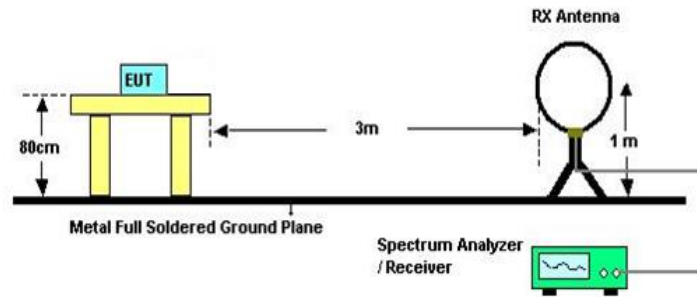 RX Antenna
EUT
80cm
3m
1 m
Metal Full Soldered Ground Plane
Spectrum Analyzer
/ Receiver